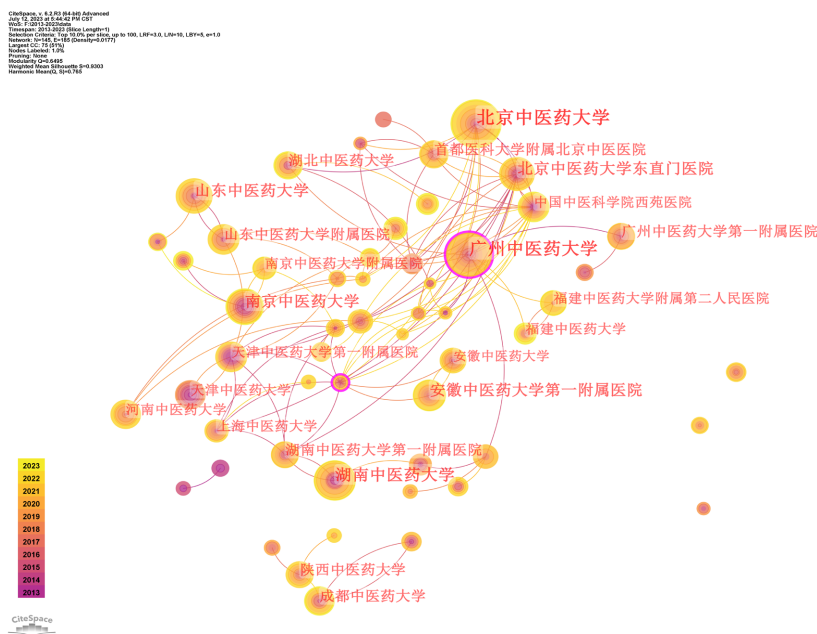 CiteSpace, v. 6.2.R3 (64-bit) Advanced
July 12, 2023 at 5:44:42 PM CST
WoS: F:\2013-2023\data
Timespan: 2013-2023 (Slice Length=1)
Selection Criteria: Top 10.0% per slice, up to 100, LRF=3.0, L/N=10, LBY=5, e=1.0
Network: N=145, E=185 (Density=0.0177)
Largest CC: 75 (51%)
Nodes Labeled: 1.0%
Pruning: None
Modularity Q=0.6495
Weighted Mean Silhouette S=0.9303
Harmonic Mean(Q, S)=0.765
北京中医药大学
首都医科大学附属北京中医医院
湖北中医药大学
北京中医药大学东直门医院
山东中医药大学
中国中医科学院西苑医院
广州中医药大学第一附属医院
山东中医药大学附属医院
广州中医药大学
南京中医药大学附属医院
南京中医药大学
福建中医药大学附属第二人民医院
福建中医药大学
天津中医药大学第一附属医院
安徽中医药大学
天津中医药大学
安徽中医药大学第一附属医院
河南中医药大学
上海中医药大学
湖南中医药大学第一附属医院
湖南中医药大学
2023
2022
2021
2020
2019
2018
2017
2016
2015
2014
2013
陕西中医药大学
成都中医药大学
CiteSpace